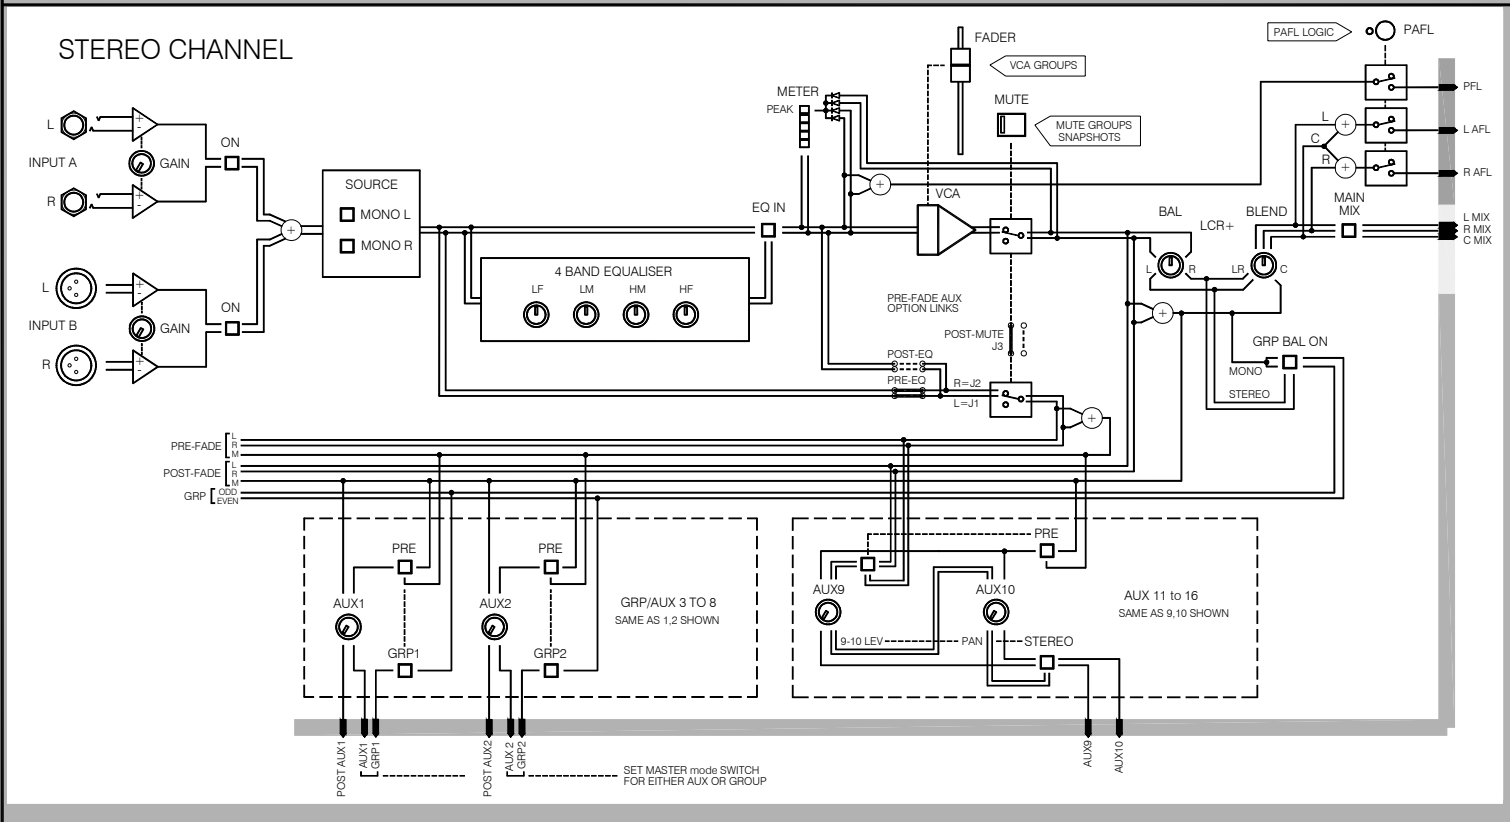 STEREO CHANNEL
FADER
VCA GROUPS
PAFL LOGIC
PAFL
METER
PEAK
MUTE
MUTE GROUPS
SNAPSHOTS
PFL
L AFL
R AFL
L
C
R
L
INPUT A
GAIN
ON
R
+
-
+
-
+
SOURCE
MONO L
MONO R
EQ IN
+
VCA
+
+
BAL
LCR+
BLEND
MAIN
MIX
L MIX
R MIX
C MIX
L
R
LR
C
4 BAND EQUALISER
LF
LM
HM
HF
L
INPUT B
GAIN
ON
R
+
-
+
-
PRE-FADE AUX
OPTION LINKS
POST-MUTE
J3
+
GRP BAL ON
MONO
STEREO
POST-EQ
PRE-EQ
R=J2
L=J1
+
PRE-FADE
L
R
M
POST-FADE
L
R
M
GRP
ODD
EVEN
PRE
AUX1
GRP1
PRE
AUX2
GRP2
GRP/AUX 3 TO 8
SAME AS 1,2 SHOWN
PRE
AUX9
AUX10
9-10 LEV
PAN
STEREO
AUX 11 to 16
SAME AS 9,10 SHOWN
POST AUX1
AUX1
GRP1
POST AUX2
AUX 2
GRP2
SET MASTER mode SWITCH
FOR EITHER AUX OR GROUP
AUX9
AUX10